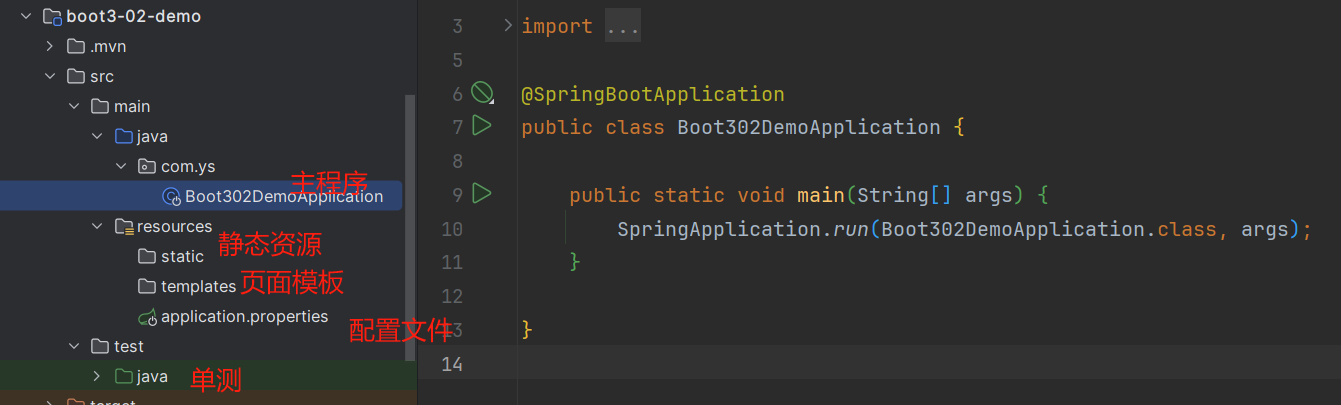 boot3-02-demo
.mvn
src
main
java
com.ys
主程序
Boot302DemoApplication
resources
静态资源
static
templates 页面模板
application.properties 配置文件
test
java 单测
target
3 import ...
5
6 @SpringBootApplication
7 public class Boot302DemoApplication {
8
9 public static void main(String[] args) {
10 SpringApplication.run(Boot302DemoApplication.class, args);
11 }
12
13 }
14